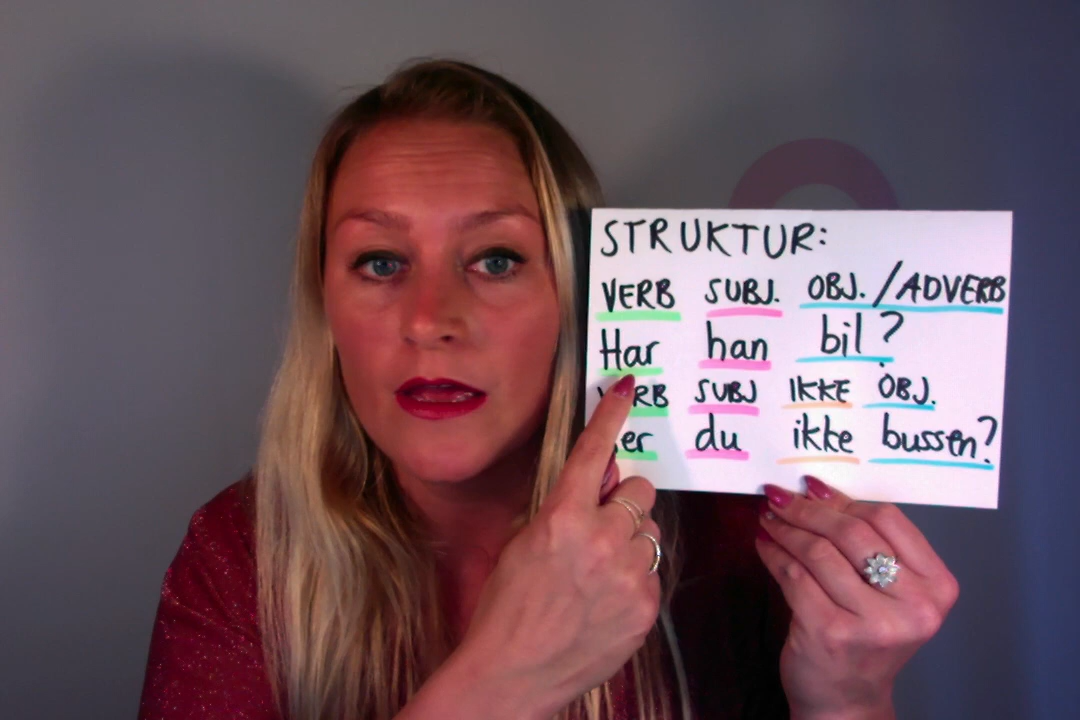 STRUKTUR:
VERB SUBJ. OBJ./ADVERB
Har han bil?
SUBJ IKKE OBJ.
du ikke bussen?